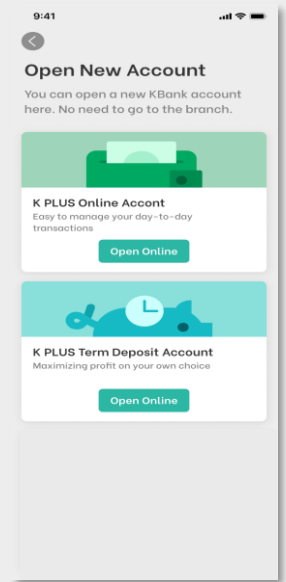 9:41
Open New Account
You can open a new KBank account
here. No need to go to the branch.
K PLUS Online Accont
Easy to manage your day-to-day
transactions
Open Online
K PLUS Term Deposit Account
Maximizing profit on your own choice
Open Online